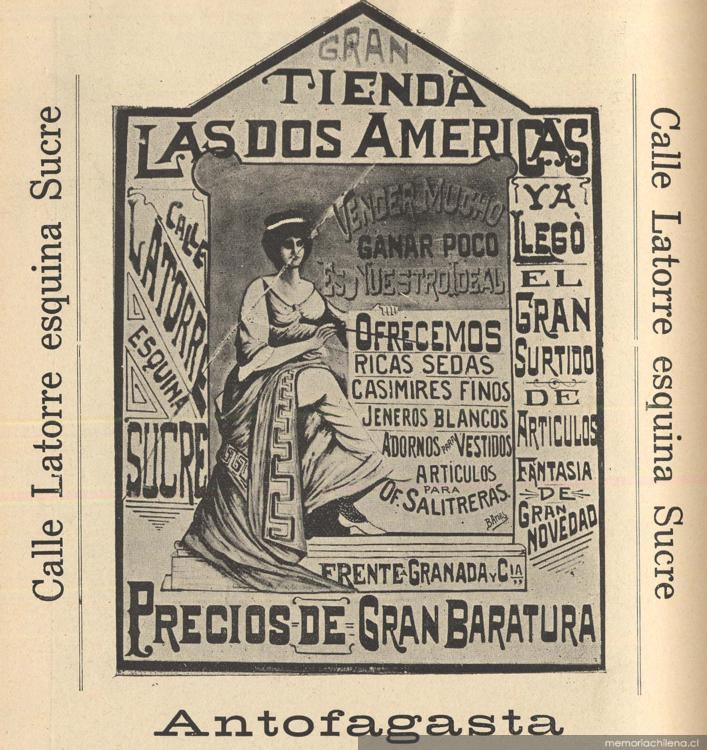 GRAN
TIENDA
LAS DOS AMERICAS
Calle Latorre esquina Sucre
CALLE
LATORRE
ESQUINA
SUCRE
VENDER MUCHO
GANAR POCO
ES NUESTRO IDEAL
OFRECEMOS
RICAS SEDAS
CASIMIRES FINOS
JENEROS BLANCOS
ADORNOS PARA VESTIDOS
ARTICULOS
PARA
OF. SALITRERAS.
YA
LLEGÒ
EL
GRAN
SURTIDO
DE
ARTICULOS
FANTASIA
DE
GRAN
NOVEDAD
Calle Latorre esquina Sucre
FRENTE A GRANADA Y CIA
PRECIOS DE GRAN BARATURA
Antofagasta
memoriachilena.cl